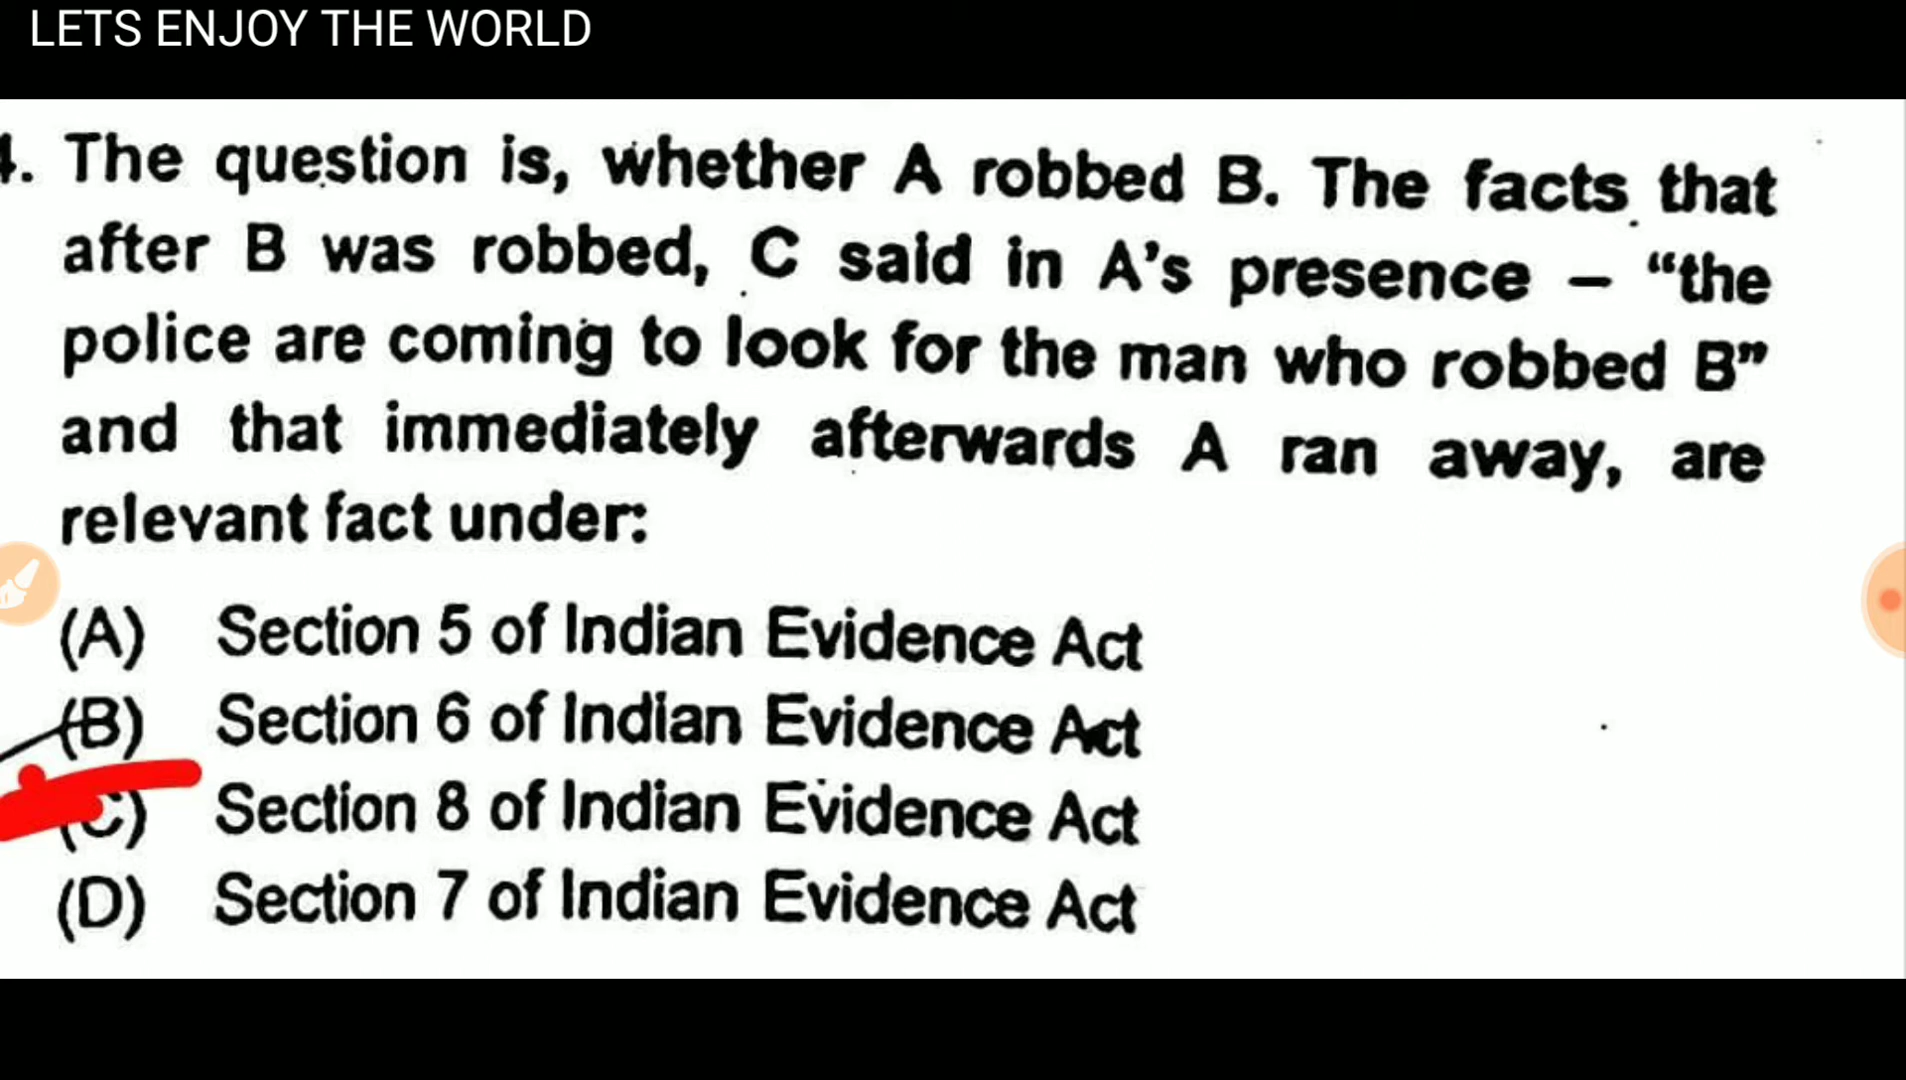 LETS ENJOY THE WORLD
4. The question is, whether A robbed B. The facts that
after B was robbed, C said in A's presence – “the
police are coming to look for the man who robbed B”
and that immediately afterwards A ran away, are
relevant fact under:
(A) Section 5 of Indian Evidence Act
(B) Section 6 of Indian Evidence Act
(C) Section 8 of Indian Evidence Act
(D) Section 7 of Indian Evidence Act